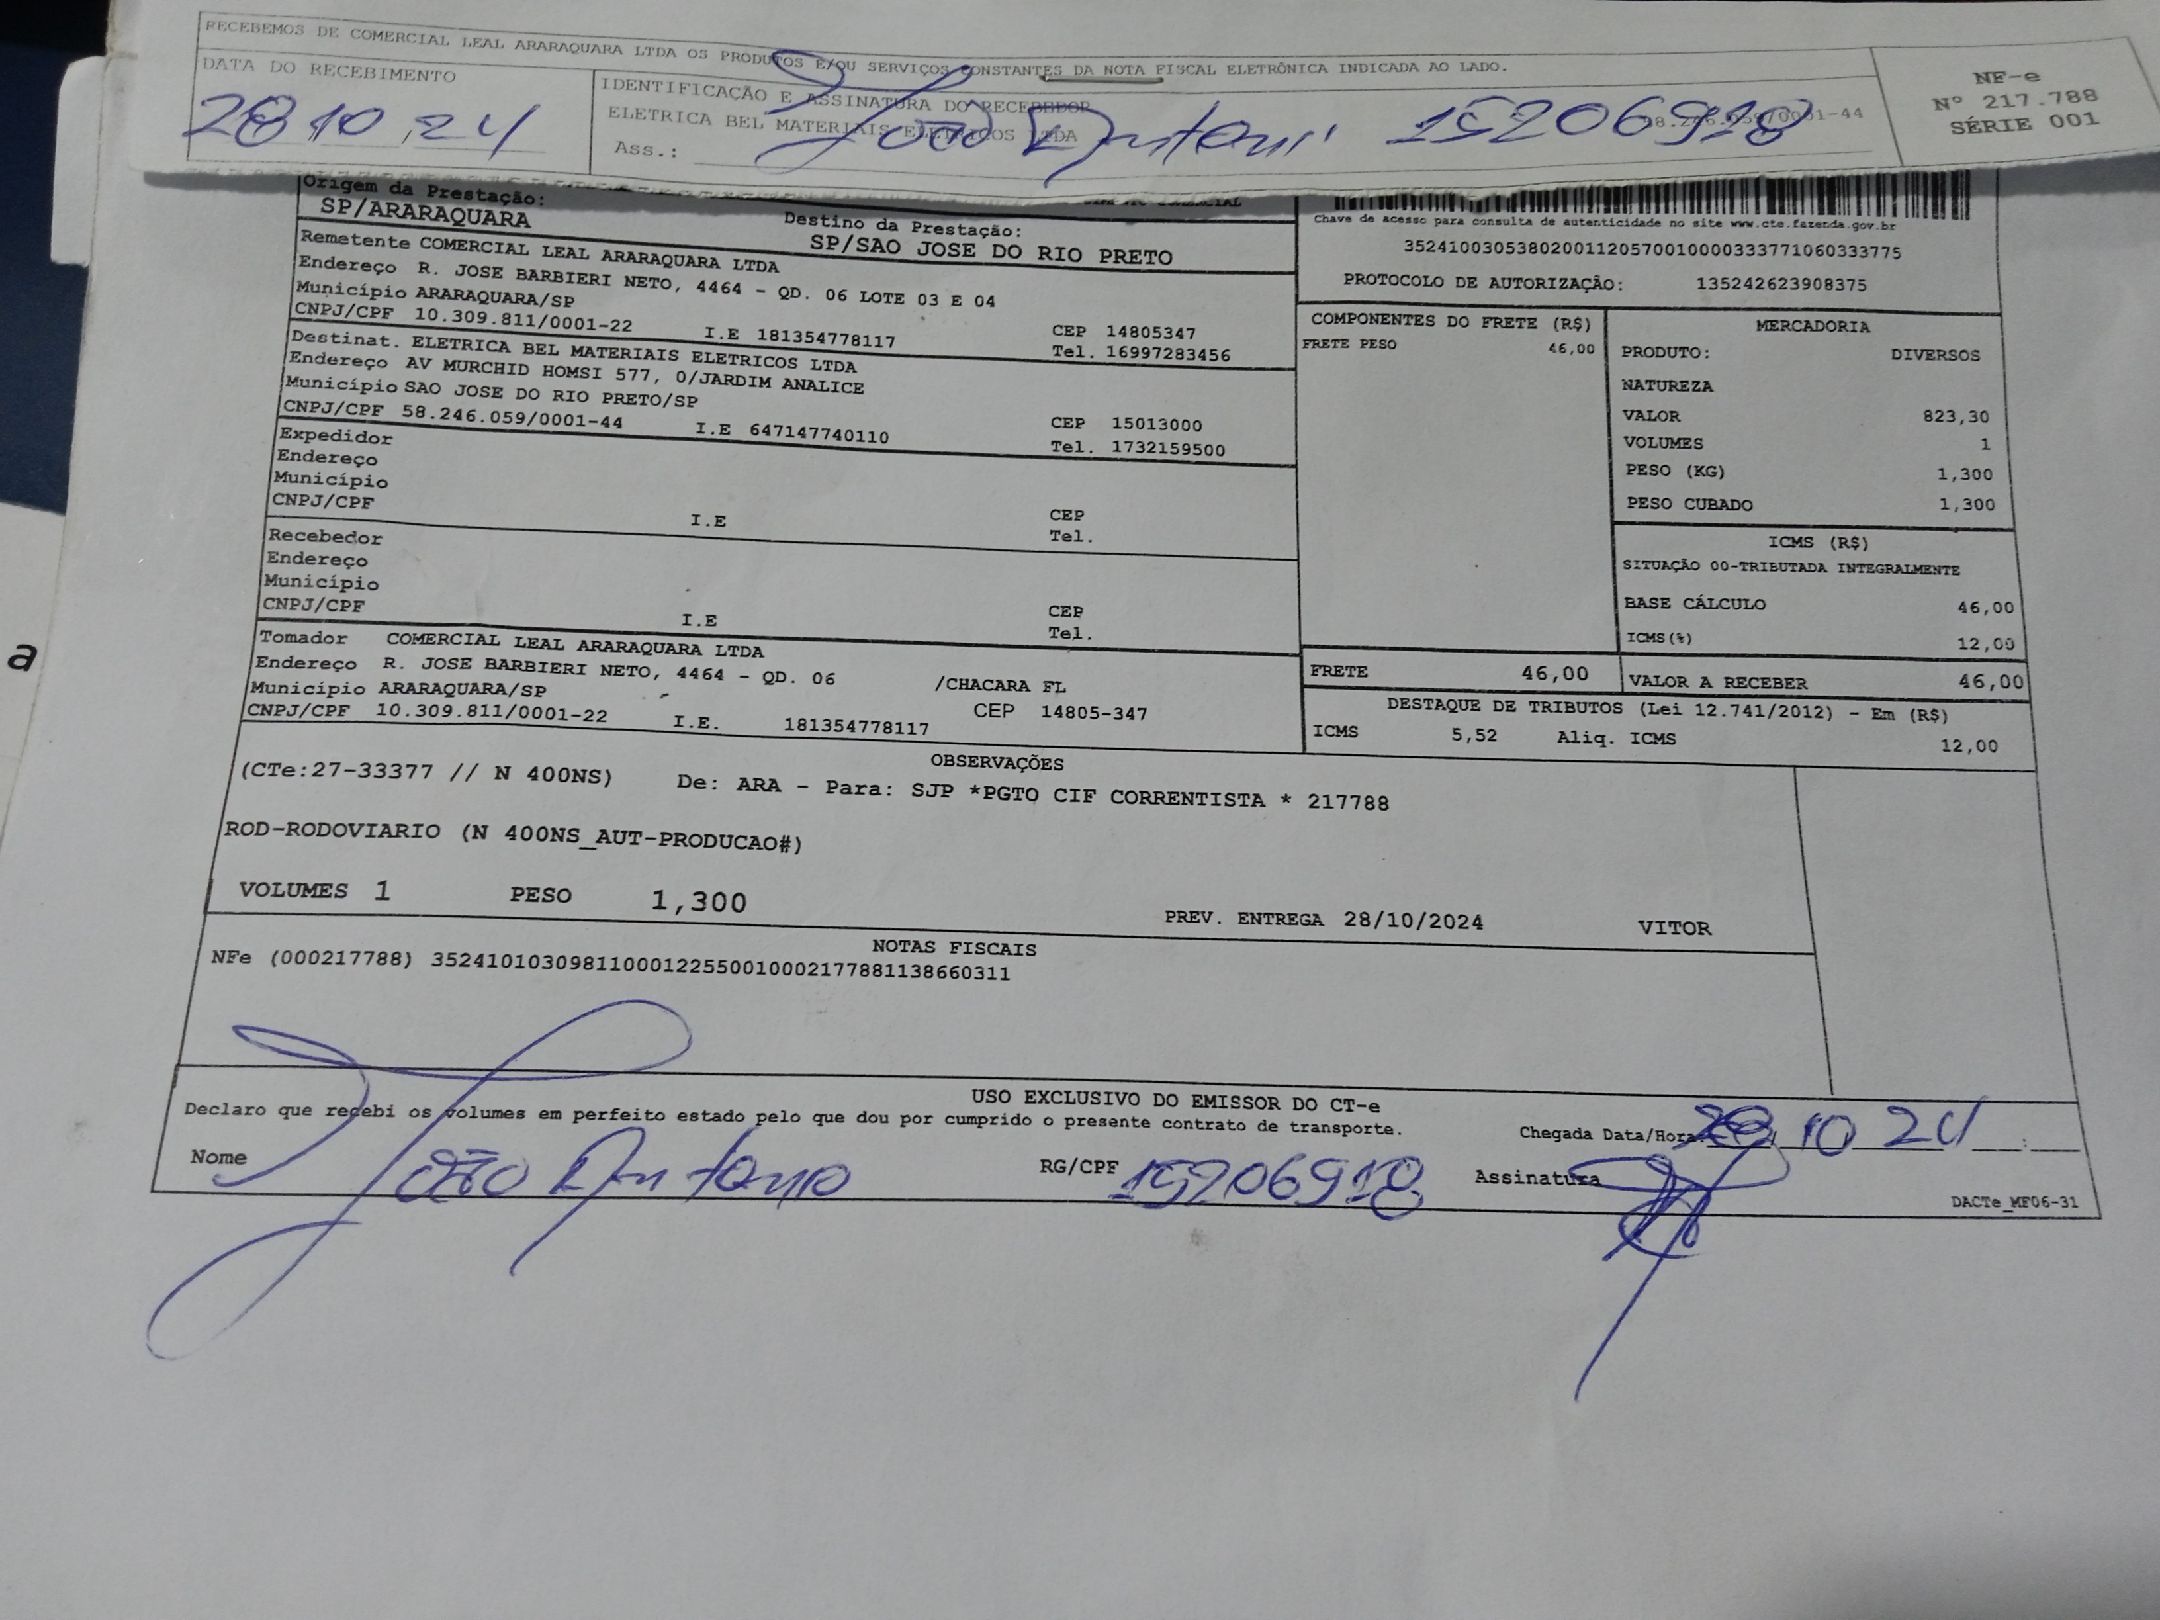 RECEBEMOS DE COMERCIAL LEAL ARARAQUARA LTDA OS PRODUTOS E/OU SERVIÇOS CONSTANTES DA NOTA FISCAL ELETRÔNICA INDICADA AO LADO.
DATA DO RECEBIMENTO
28 10 24
IDENTIFICAÇÃO E ASSINATURA DO RECEBEDOR
ELETRICA BEL MATERIAIS ELETRICOS LTDA
Ass.: João Antoni 15206918
NF-e
Nº 217.788
SÉRIE 001
Origem da Prestação:
SP/ARARAQUARA
Destino da Prestação:
SP/SAO JOSE DO RIO PRETO
Remetente COMERCIAL LEAL ARARAQUARA LTDA
Endereço R. JOSE BARBIERI NETO, 4464 - QD. 06 LOTE 03 E 04
Município ARARAQUARA/SP CEP 14805347
CNPJ/CPF 10.309.811/0001-22 I.E 181354778117 Tel. 16997283456
Destinat. ELETRICA BEL MATERIAIS ELETRICOS LTDA
Endereço AV MURCHID HOMSI 577, 0/JARDIM ANALICE
Município SAO JOSE DO RIO PRETO/SP CEP 15013000
CNPJ/CPF 58.246.059/0001-44 I.E 647147740110 Tel. 1732159500
Expedidor
Endereço
Município CEP
CNPJ/CPF I.E Tel.
Recebedor
Endereço
Município CEP
CNPJ/CPF I.E Tel.
Tomador COMERCIAL LEAL ARARAQUARA LTDA
Endereço R. JOSE BARBIERI NETO, 4464 - QD. 06 /CHACARA FL
Município ARARAQUARA/SP CEP 14805-347
CNPJ/CPF 10.309.811/0001-22 I.E. 181354778117
Chave de acesso para consulta de autenticidade no site www.cte.fazenda.gov.br
35241003053802001120570010000333771060333775
PROTOCOLO DE AUTORIZAÇÃO: 135242623908375
COMPONENTES DO FRETE (R$)
FRETE PESO 46,00
MERCADORIA
PRODUTO: DIVERSOS
NATUREZA
VALOR 823,30
VOLUMES 1
PESO (KG) 1,300
PESO CUBADO 1,300
ICMS (R$)
SITUAÇÃO 00-TRIBUTADA INTEGRALMENTE
BASE CÁLCULO 46,00
ICMS(%) 12,00
FRETE 46,00 VALOR A RECEBER 46,00
DESTAQUE DE TRIBUTOS (Lei 12.741/2012) - Em (R$)
ICMS 5,52 Aliq. ICMS 12,00
OBSERVAÇÕES
(CTe:27-33377 // N 400NS) De: ARA - Para: SJP *PGTO CIF CORRENTISTA * 217788
ROD-RODOVIARIO (N 400NS_AUT-PRODUCAO#)
VOLUMES 1 PESO 1,300 PREV. ENTREGA 28/10/2024 VITOR
NOTAS FISCAIS
NFe (000217788) 35241010309811000122550010002177881138660311
USO EXCLUSIVO DO EMISSOR DO CT-e
Declaro que recebi os volumes em perfeito estado pelo que dou por cumprido o presente contrato de transporte.
Chegada Data/Hora: 28 10 24
Nome João Antonio RG/CPF 15206918 Assinatura
DACTe_MF06-31
a